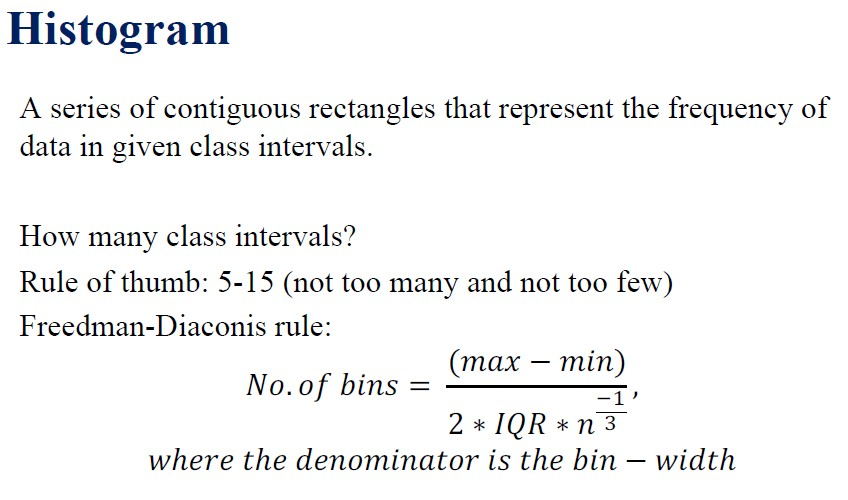 Histogram
A series of contiguous rectangles that represent the frequency of
data in given class intervals.
How many class intervals?
Rule of thumb: 5-15 (not too many and not too few)
Freedman-Diaconis rule:
No. of bins = \frac{(max − min)}{2 * IQR * n^{\frac{−1}{3}}},
where the denominator is the bin − width